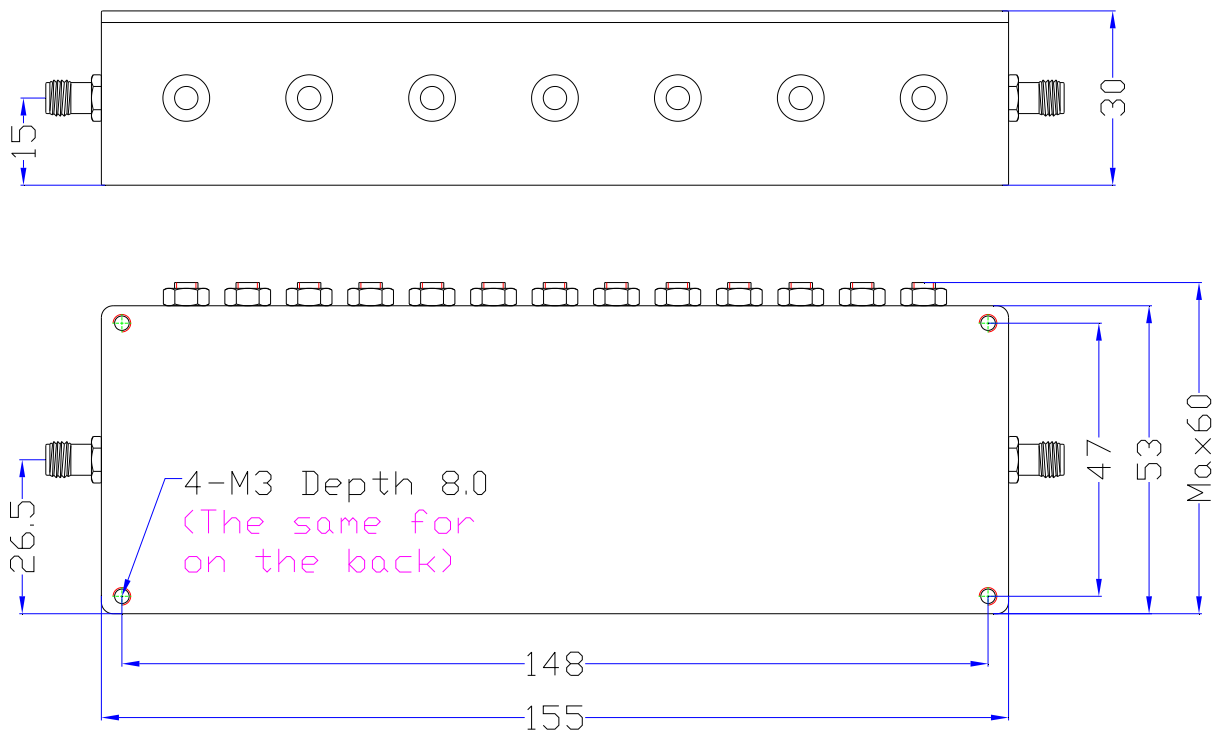 15
30
4-M3 Depth 8.0
(The same for
on the back)
26.5
47
53
Max60
148
155